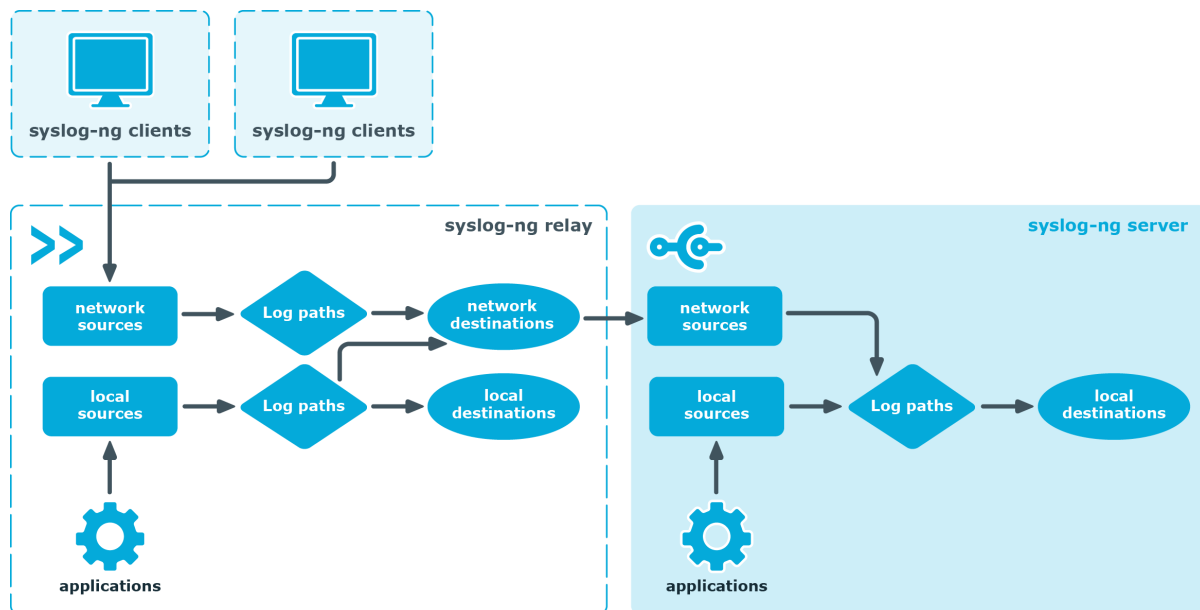 syslog-ng clients
syslog-ng clients
syslog-ng relay
network
sources
Log paths
network
destinations
local
sources
Log paths
local
destinations
applications
syslog-ng server
network
sources
local
sources
Log paths
local
destinations
applications